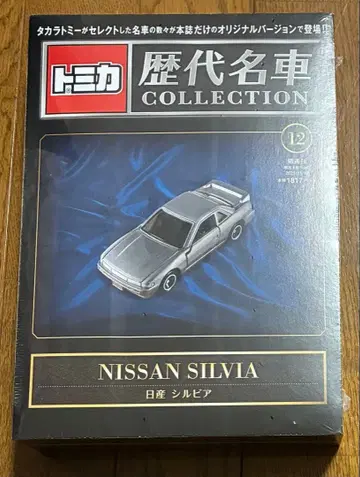 タカラトミーがセレクトした名車の数々が本誌だけのオリジナルバージョンで登場!!
トミカ
歴代名車
COLLECTION
12
NISSAN SILVIA
日産 シルビア